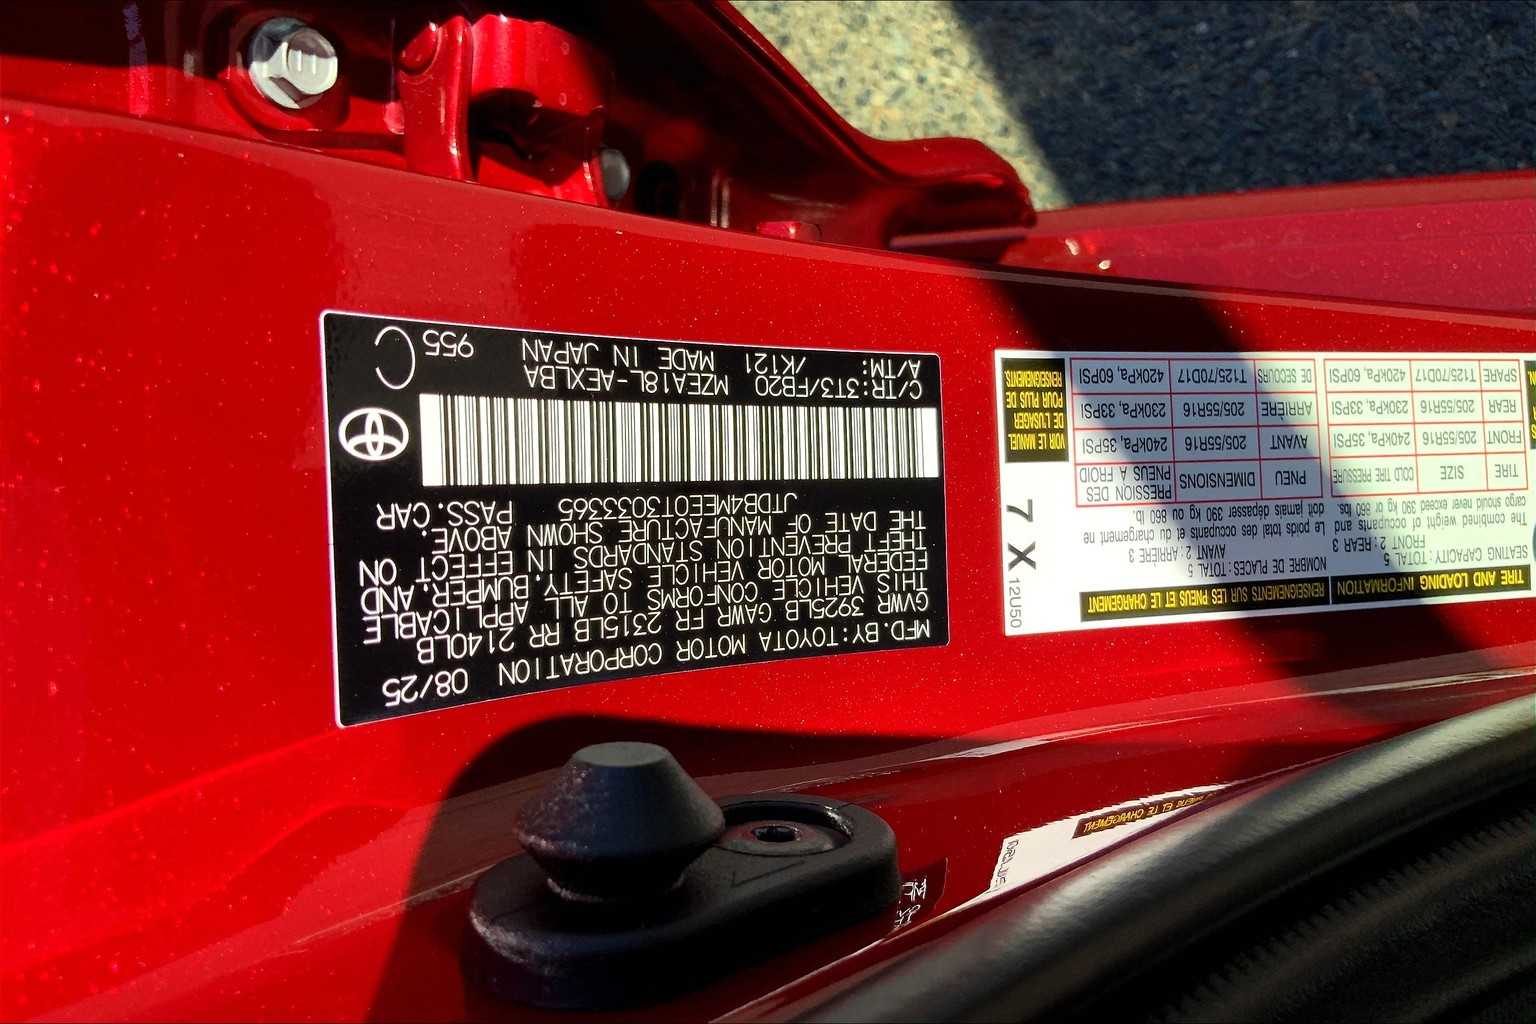 MFD.BY:TOYOTA MOTOR CORPORATION 08/25
GVWR 3925LB GAWR FR 2315LB RR 2140LB
THIS VEHICLE CONFORMS TO ALL APPLICABLE
FEDERAL MOTOR VEHICLE SAFETY, BUMPER, AND
THEFT PREVENTION STANDARDS IN EFFECT ON
THE DATE OF MANUFACTURE SHOWN ABOVE.
JTDB4MEE0T3033365 PASS. CAR
C/TR: 3T3/FB20 MZEA18L-AEXLBA
A/TM: /K121 MADE IN JAPAN 955 C
TIRE AND LOADING INFORMATION RENSEIGNEMENTS SUR LES PNEUS ET LE CHARGEMENT
SEATING CAPACITY: TOTAL 5
FRONT 2: REAR 3
The combined weight of occupants and
cargo should never exceed 390 kg or 860 lbs.
NOMBRE DE PLACES: TOTAL 5
AVANT 2: ARRIÈRE 3
Le poids total des occupants et du chargement ne
doit jamais dépasser 390 kg ou 860 lb.
TIRE SIZE COLD TIRE PRESSURE
FRONT 205/55R16 240kPa, 35PSI
REAR 205/55R16 230kPa, 33PSI
SPARE T125/70D17 420kPa, 60PSI
PNEU DIMENSIONS PRESSION DES PNEUS À FROID
AVANT 205/55R16 240kPa, 35PSI
ARRIÈRE 205/55R16 230kPa, 33PSI
DE SECOURS T125/70D17 420kPa, 60PSI
12U50
7 X
VOIR LE MANUEL
DE L'USAGER
POUR PLUS DE
RENSEIGNEMENTS.